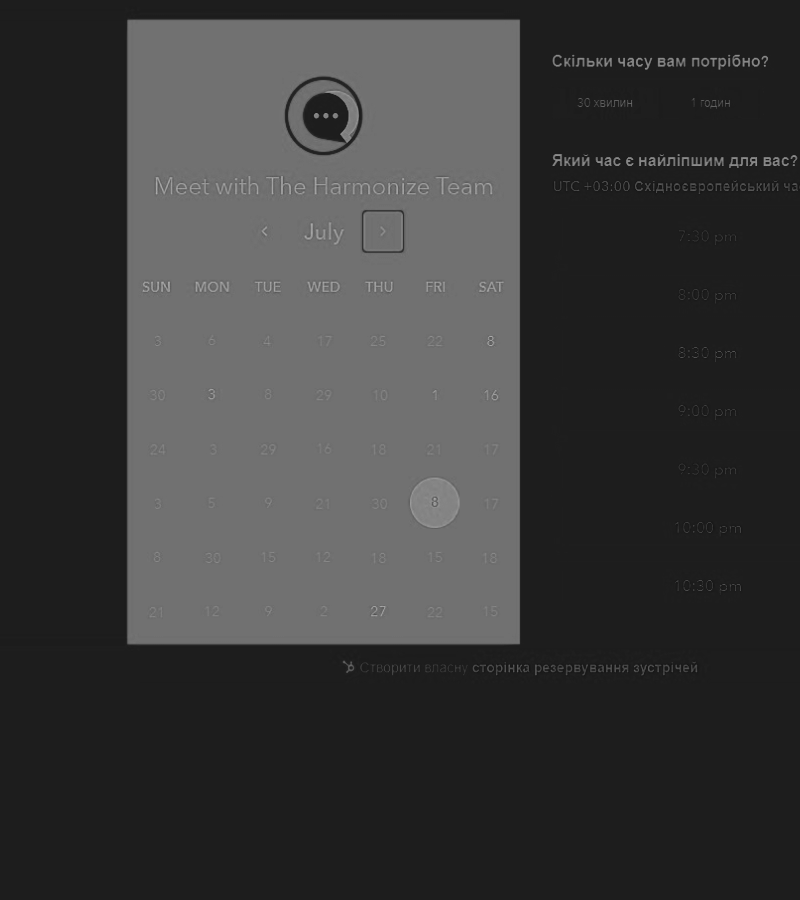 Meet with The Harmonize Team
July
SUN MON TUE WED THU FRI SAT
3 6 4 17 25 22 8
30 3 8 29 10 1 16
24 3 29 16 18 21 17
3 5 9 21 30 8 17
8 30 15 12 18 15 18
21 12 9 2 27 22 15
Скільки часу вам потрібно?
30 хвилин 1 годин
Який час є найліпшим для вас?
UTC +03:00 Східноєвропейський ча
7:30 pm
8:00 pm
8:30 pm
9:00 pm
9:30 pm
10:00 pm
10:30 pm
Створити власну сторінка резервування зустрічей